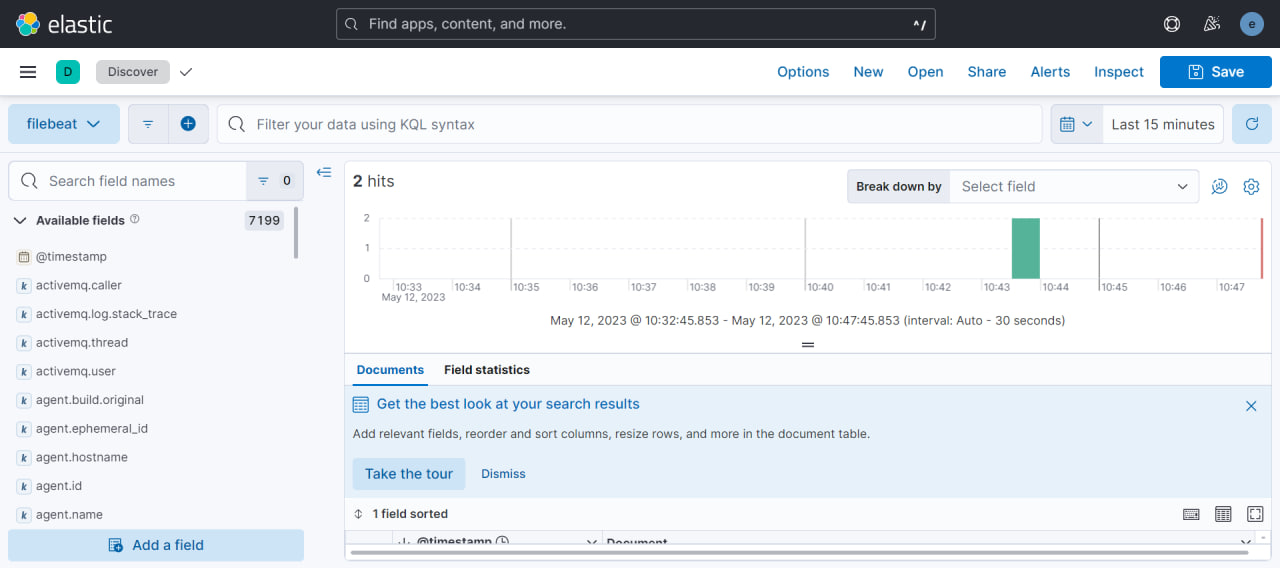 elastic
Find apps, content, and more.
^/
e
D
Discover
Options New Open Share Alerts Inspect Save
filebeat
Filter your data using KQL syntax
Last 15 minutes
Search field names
0
Available fields
7199
@timestamp
k activemq.caller
k activemq.log.stack_trace
k activemq.thread
k activemq.user
k agent.build.original
k agent.ephemeral_id
k agent.hostname
k agent.id
k agent.name
Add a field
2 hits
Break down by
Select field
2
1
0
10:33 10:34 10:35 10:36 10:37 10:38 10:39 10:40 10:41 10:42 10:43 10:44 10:45 10:46 10:47
May 12, 2023
May 12, 2023 @ 10:32:45.853 - May 12, 2023 @ 10:47:45.853 (interval: Auto - 30 seconds)
Documents Field statistics
Get the best look at your search results
Add relevant fields, reorder and sort columns, resize rows, and more in the document table.
Take the tour Dismiss
1 field sorted
@timestamp Document